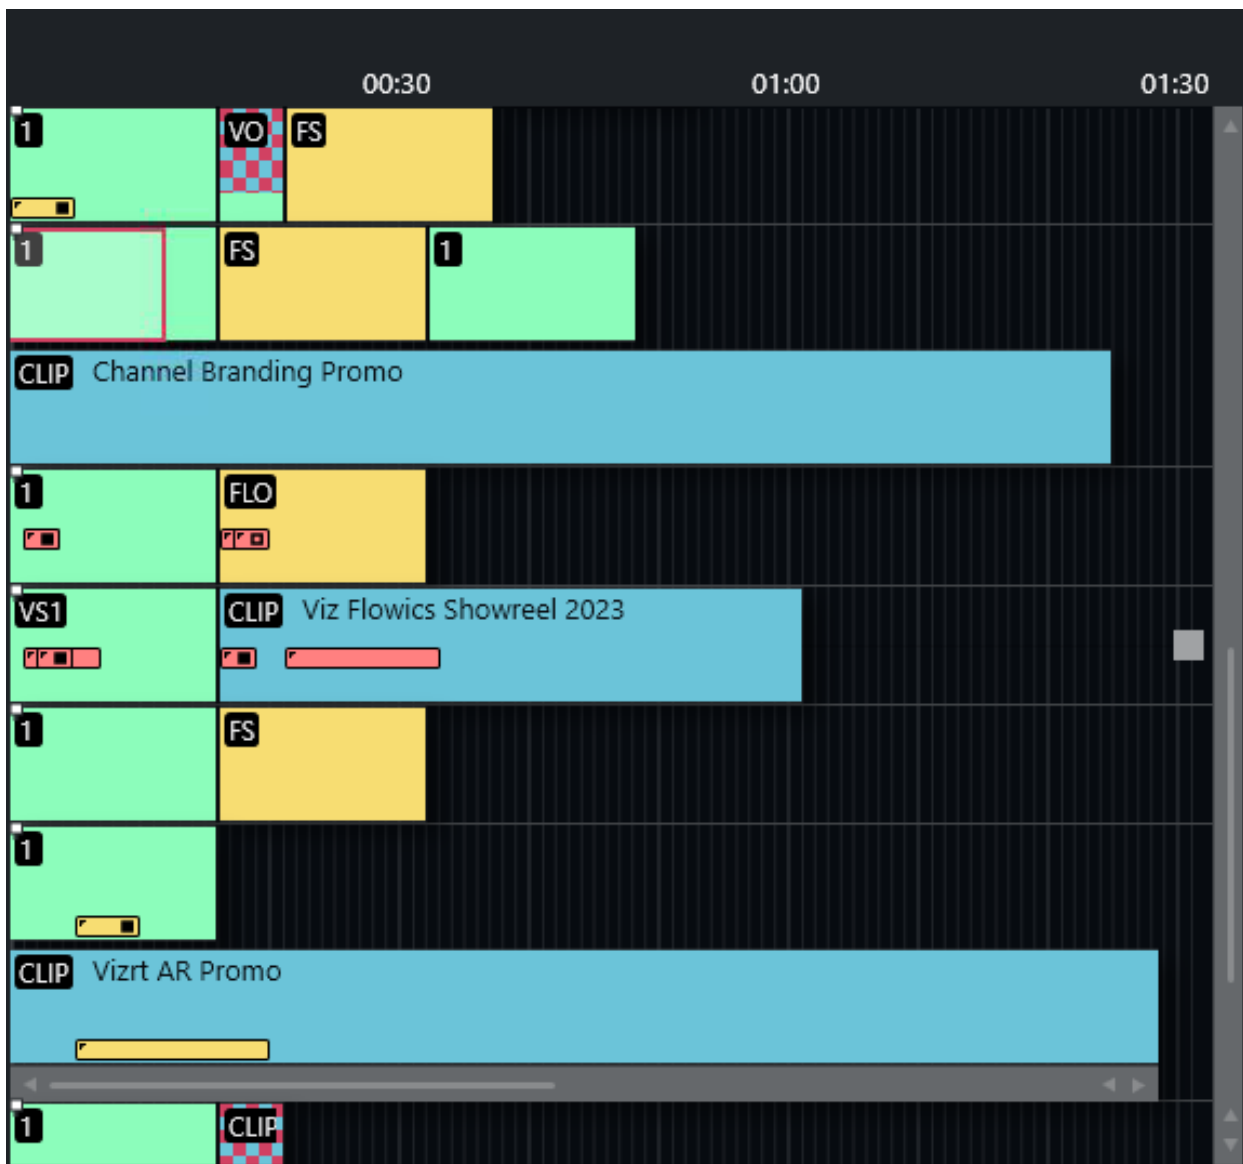 00:30 01:00 01:30
1 VO FS
1 FS 1
CLIP Channel Branding Promo
1 FLO
VS1 CLIP Viz Flowics Showreel 2023
1 FS
1
CLIP Vizrt AR Promo
1 CLIP